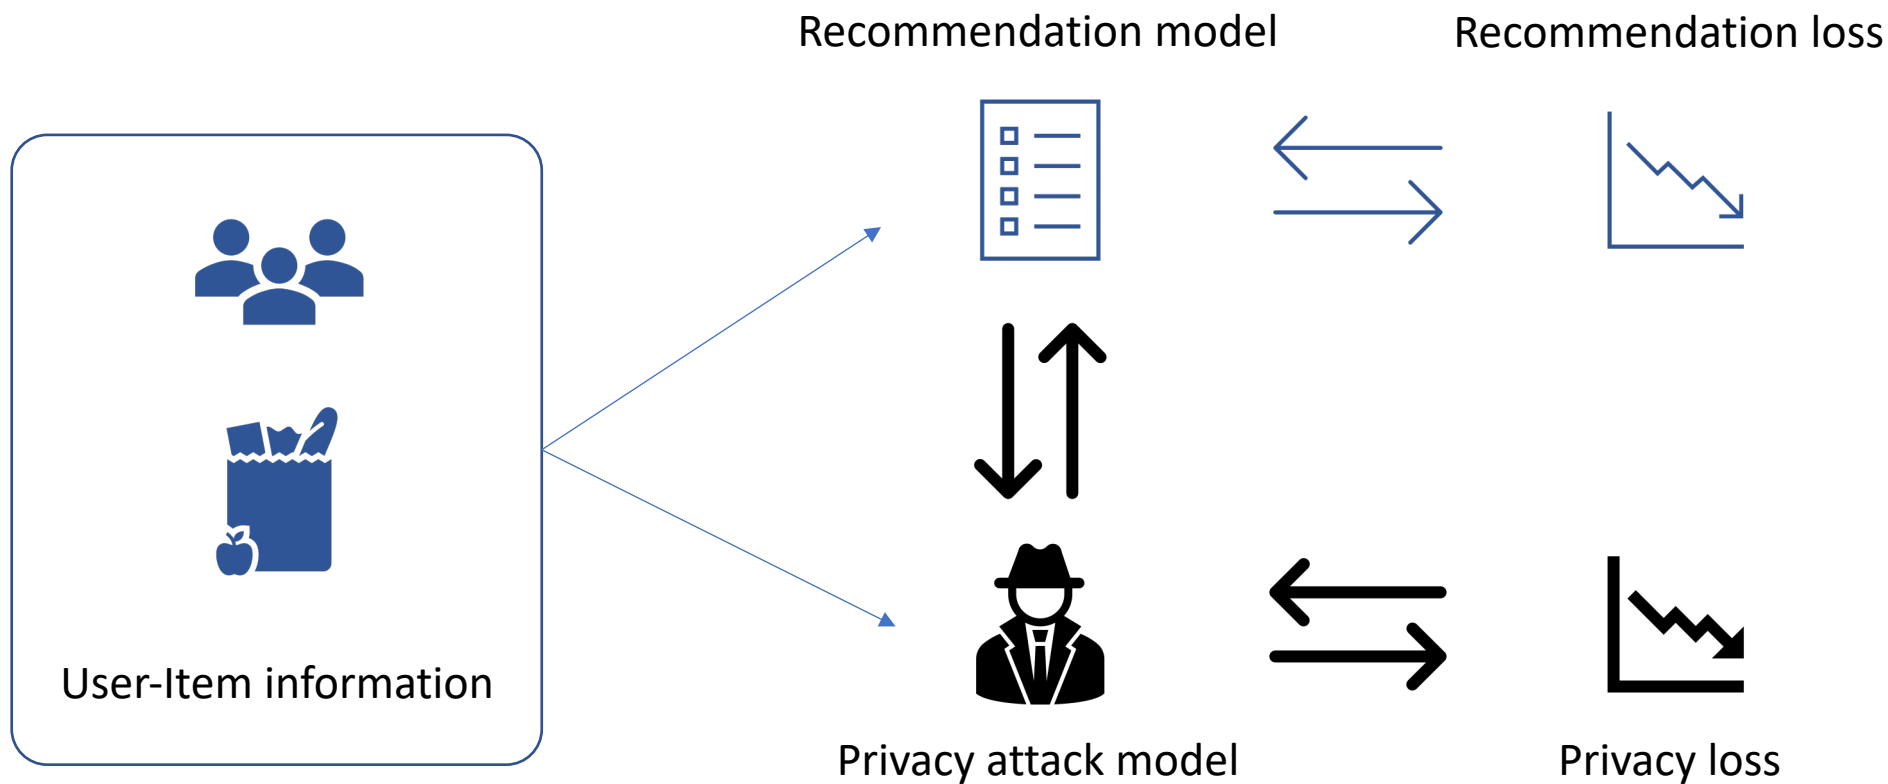 Recommendation model
Recommendation loss
User-Item information
Privacy attack model
Privacy loss